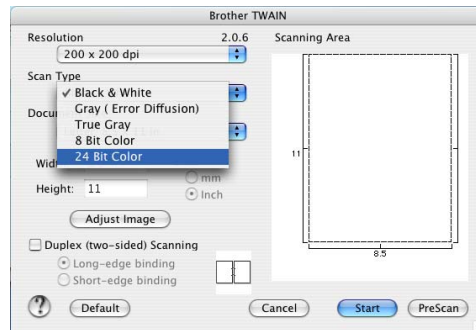 Brother TWAIN
Resolution 2.0.6
200 x 200 dpi
Scan Type
✓ Black & White
Gray ( Error Diffusion)
True Gray
8 Bit Color
24 Bit Color
Docu
Wid
Height: 11
mm
Inch
Adjust Image
Duplex (two-sided) Scanning
Long-edge binding
Short-edge binding
? Default
Scanning Area
11
8.5
Cancel Start PreScan